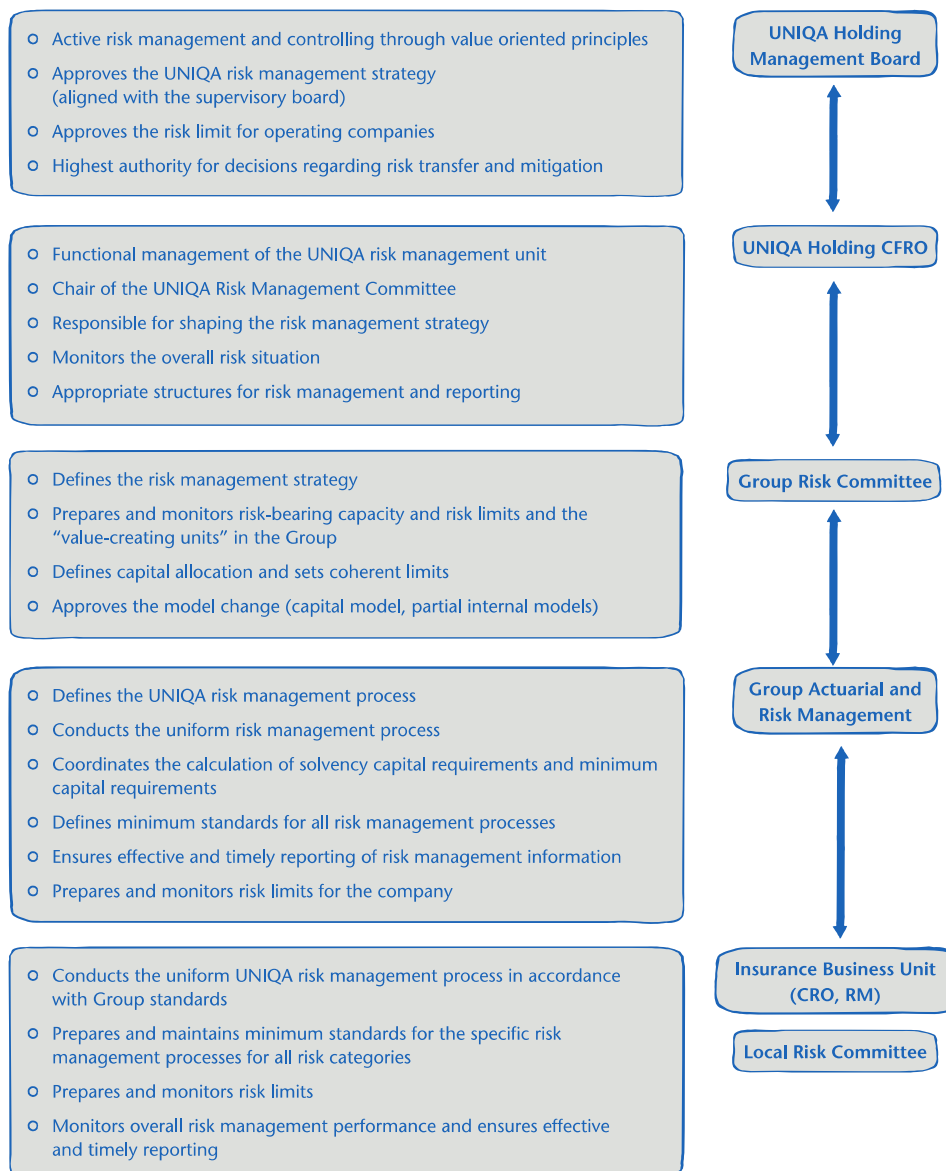 Active risk management and controlling through value oriented principles
Approves the UNIQA risk management strategy
(aligned with the supervisory board)
Approves the risk limit for operating companies
Highest authority for decisions regarding risk transfer and mitigation
UNIQA Holding
Management Board
Functional management of the UNIQA risk management unit
Chair of the UNIQA Risk Management Committee
Responsible for shaping the risk management strategy
Monitors the overall risk situation
Appropriate structures for risk management and reporting
UNIQA Holding CFRO
Defines the risk management strategy
Prepares and monitors risk-bearing capacity and risk limits and the
“value-creating units” in the Group
Defines capital allocation and sets coherent limits
Approves the model change (capital model, partial internal models)
Group Risk Committee
Defines the UNIQA risk management process
Conducts the uniform risk management process
Coordinates the calculation of solvency capital requirements and minimum
capital requirements
Defines minimum standards for all risk management processes
Ensures effective and timely reporting of risk management information
Prepares and monitors risk limits for the company
Group Actuarial and
Risk Management
Conducts the uniform UNIQA risk management process in accordance
with Group standards
Prepares and maintains minimum standards for the specific risk
management processes for all risk categories
Prepares and monitors risk limits
Monitors overall risk management performance and ensures effective
and timely reporting
Insurance Business Unit
(CRO, RM)
Local Risk Committee